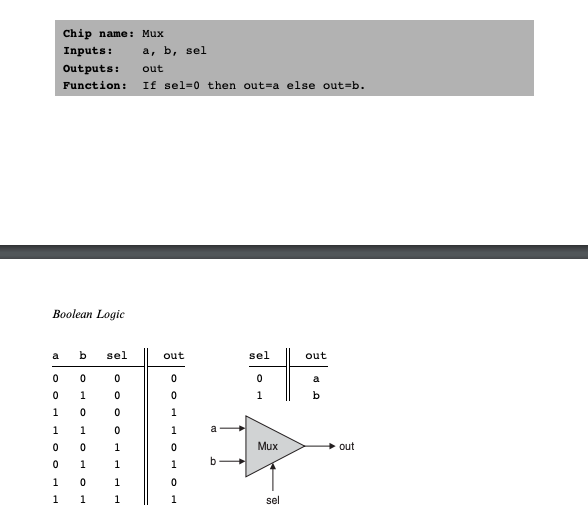 Chip name: Mux
Inputs: a, b, sel
Outputs: out
Function: If sel=0 then out=a else out=b.
Boolean Logic
a b sel out
0 0 0 0
0 1 0 0
1 0 0 1
1 1 0 1
0 0 1 0
0 1 1 1
1 0 1 0
1 1 1 1
sel out
0 a
1 b
a
Mux
out
b
sel